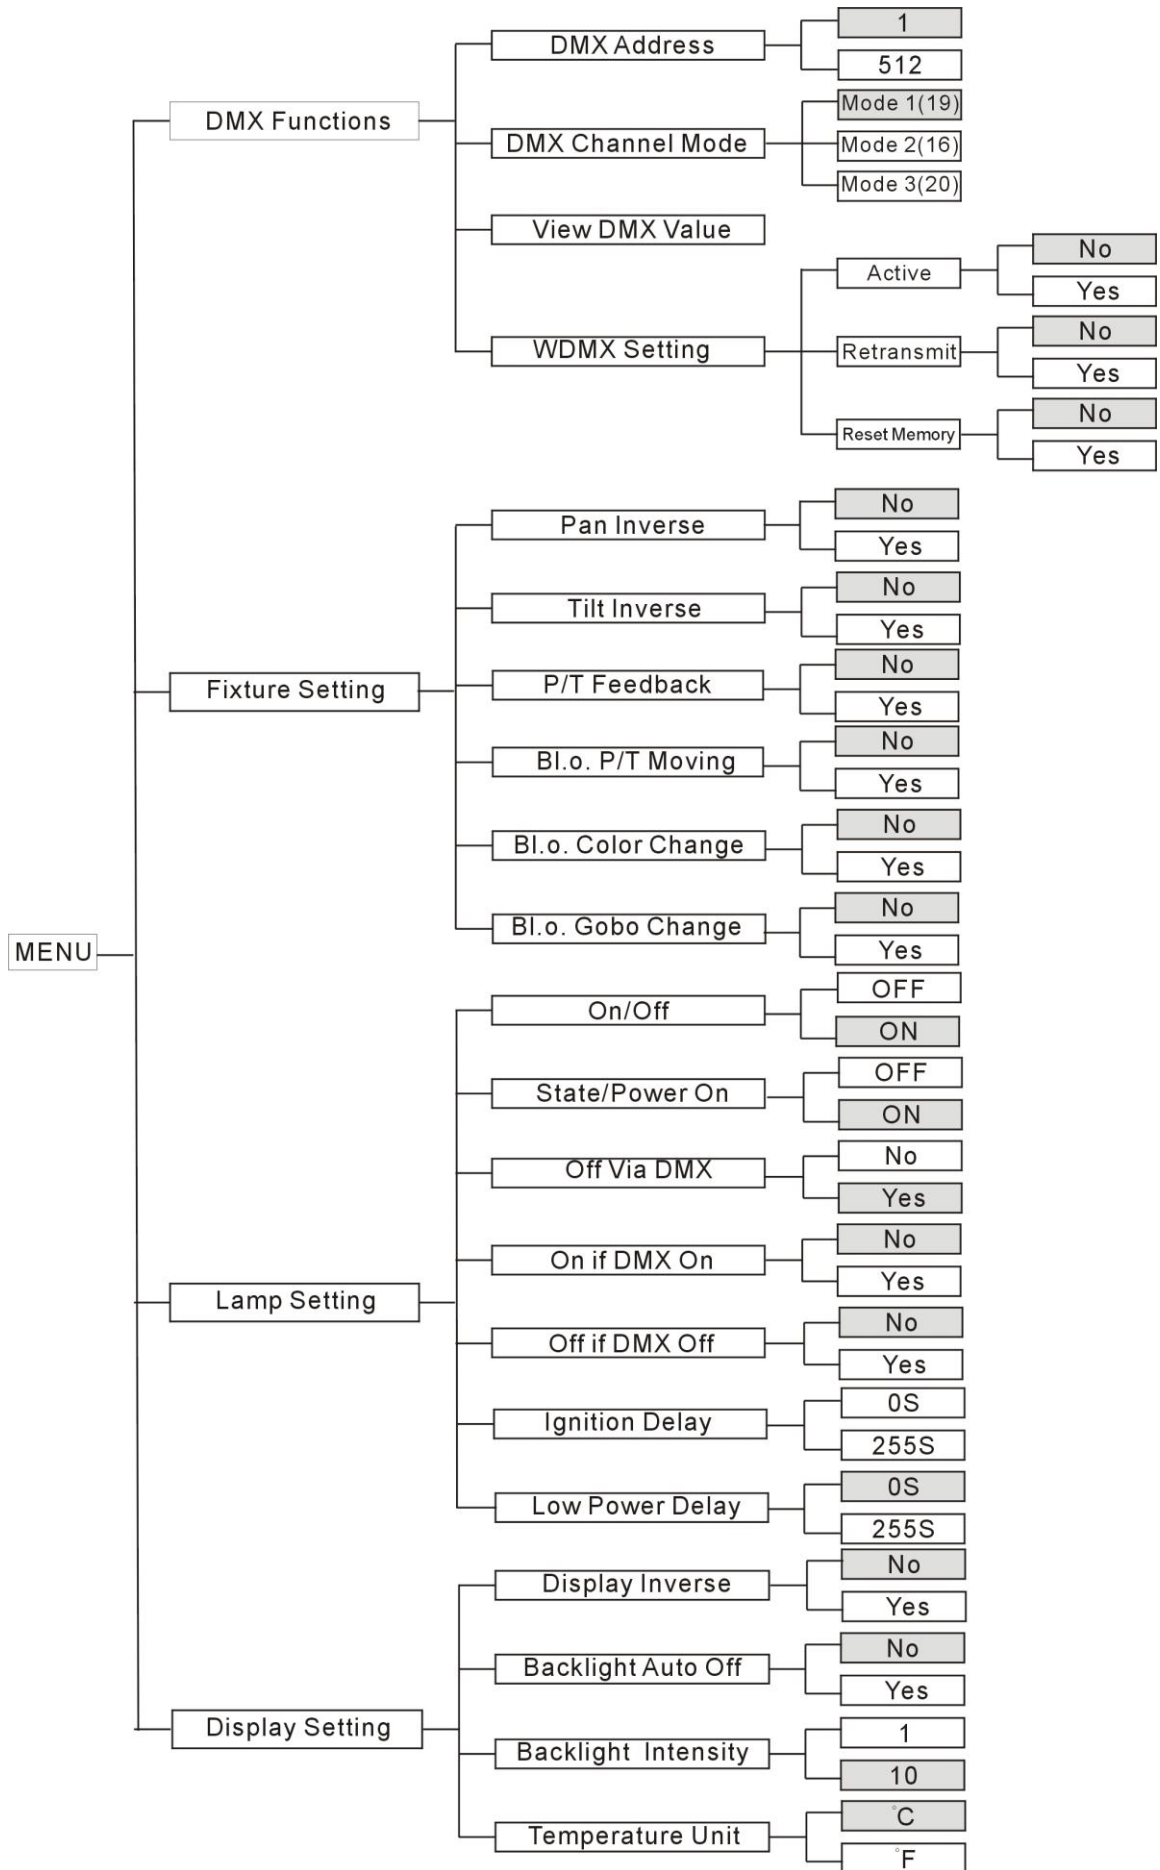 MENU
DMX Functions
DMX Address
1
512
DMX Channel Mode
Mode 1(19)
Mode 2(16)
Mode 3(20)
View DMX Value
WDMX Setting
Active
No
Yes
Retransmit
No
Yes
Reset Memory
No
Yes
Fixture Setting
Pan Inverse
No
Yes
Tilt Inverse
No
Yes
P/T Feedback
No
Yes
Bl.o. P/T Moving
No
Yes
Bl.o. Color Change
No
Yes
Bl.o. Gobo Change
No
Yes
Lamp Setting
On/Off
OFF
ON
State/Power On
OFF
ON
Off Via DMX
No
Yes
On if DMX On
No
Yes
Off if DMX Off
No
Yes
Ignition Delay
0S
255S
Low Power Delay
0S
255S
Display Setting
Display Inverse
No
Yes
Backlight Auto Off
No
Yes
Backlight Intensity
1
10
Temperature Unit
°C
°F